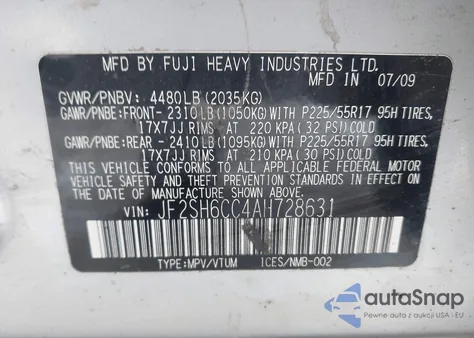 MFD BY FUJI HEAVY INDUSTRIES LTD.
MFD IN 07/09
GVWR/PNBV: 4480LB(2035KG)
GAWR/PNBE:FRONT- 2310LB(1050KG) WITH P225/55R17 95H TIRES,
17X7JJ RIMS AT 220 KPA(32 PSI)COLD
GAWR/PNBE:REAR - 2410LB(1095KG) WITH P225/55R17 95H TIRES,
17X7JJ RIMS AT 210 KPA(30 PSI)COLD
THIS VEHICLE CONFORMS TO ALL APPLICABLE FEDERAL MOTOR
VEHICLE SAFETY STANDARDS IN EFFECT ON
THE DATE OF MANUFACTURE SHOWN ABOVE.
VIN: JF2SH6CC4AH728631
TYPE:MPV/VTUM ICES/NMB-002
autoSnap
Pewne auta z aukcji USA i EU